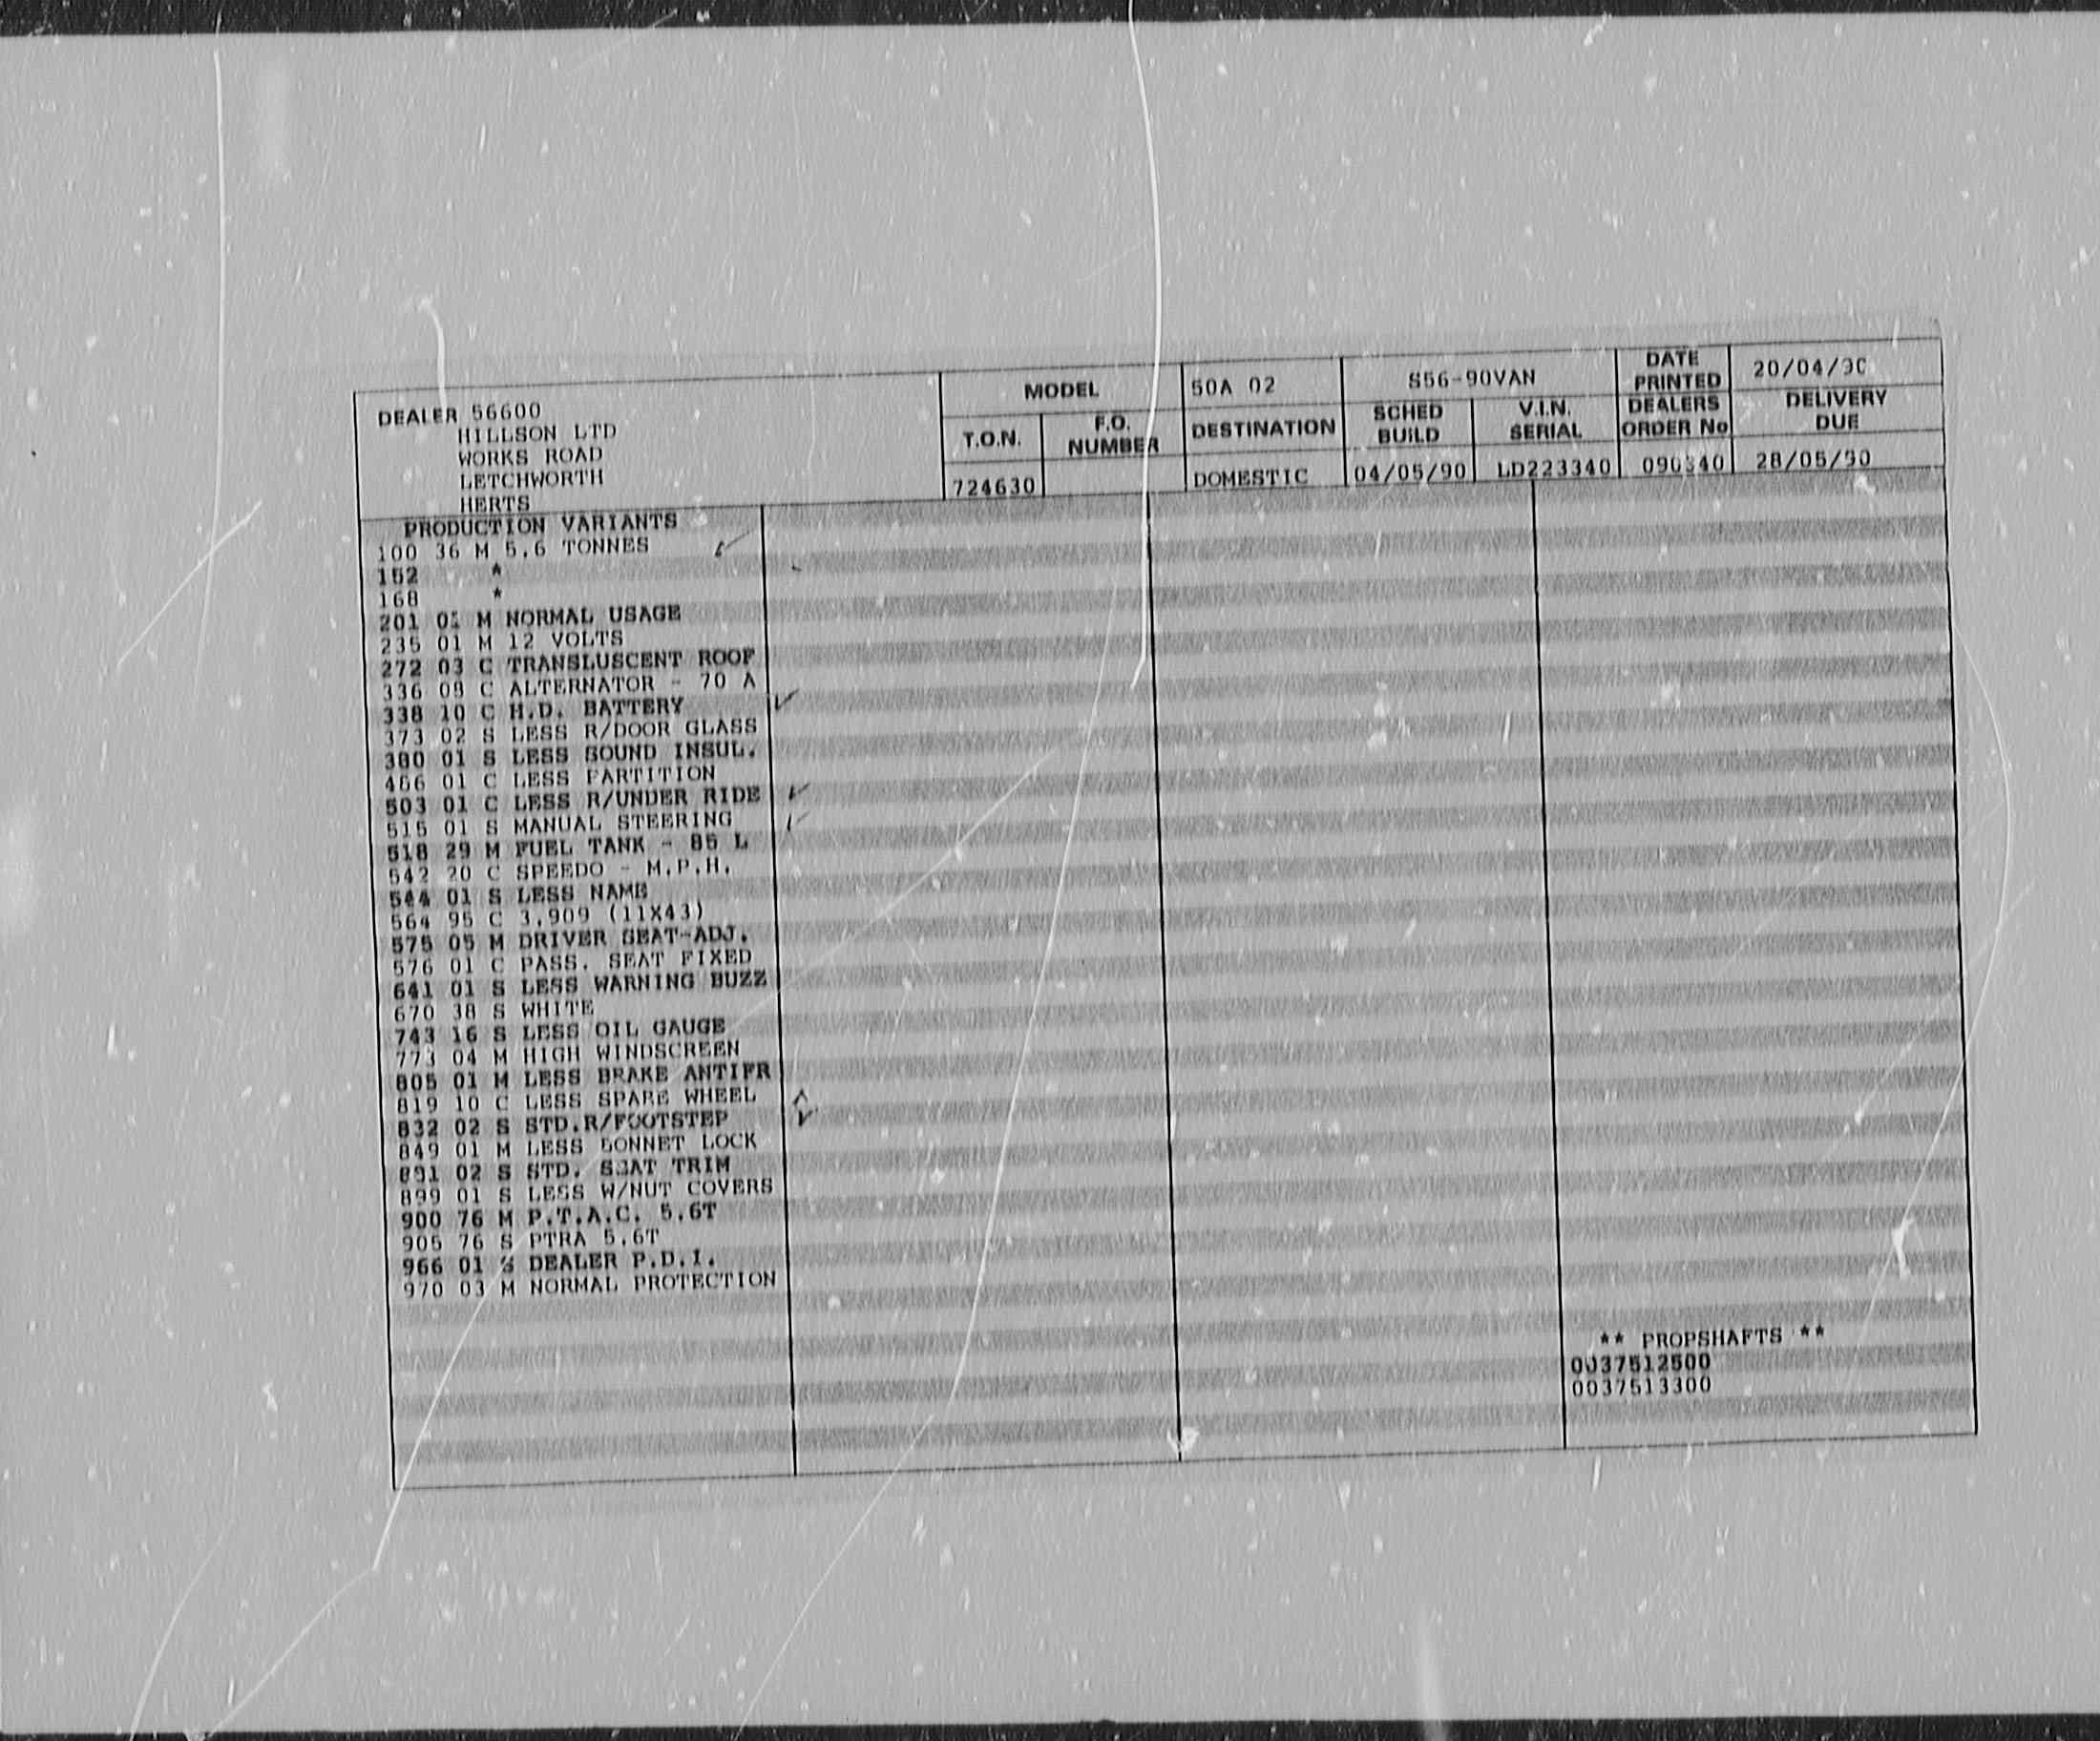 DEALER 56600
HILLSON LTD
WORKS ROAD
LETCHWORTH
HERTS
MODEL
50A 02
S56-90VAN
DATE PRINTED
20/04/90
T.O.N.
F.O. NUMBER
DESTINATION
SCHED BUILD
V.I.N. SERIAL
DEALERS ORDER No
DELIVERY DUE
724630
DOMESTIC
04/05/90
LD223340
090340
28/05/90
PRODUCTION VARIANTS
100 36 M 5.6 TONNES
152 *
168 *
201 01 M NORMAL USAGE
235 01 M 12 VOLTS
272 03 C TRANSLUSCENT ROOF
336 09 C ALTERNATOR - 70 A
338 10 C H.D. BATTERY
373 02 S LESS R/DOOR GLASS
380 01 S LESS SOUND INSUL.
466 01 C LESS PARTITION
503 01 C LESS R/UNDER RIDE
515 01 S MANUAL STEERING
518 29 M FUEL TANK - 85 L
542 20 C SPEEDO - M.P.H.
544 01 S LESS NAME
564 95 C 3.909 (11X43)
575 05 M DRIVER SEAT-ADJ.
576 01 C PASS. SEAT FIXED
641 01 S LESS WARNING BUZZ
670 38 S WHITE
743 16 S LESS OIL GAUGE
773 04 M HIGH WINDSCREEN
805 01 M LESS BRAKE ANTIFR
819 10 C LESS SPARE WHEEL
832 02 S STD.R/FOOTSTEP
849 01 M LESS BONNET LOCK
891 02 S STD. SEAT TRIM
899 01 S LESS W/NUT COVERS
900 76 M P.T.A.C. 5.6T
905 76 S PTRA 5.6T
966 01 S DEALER P.D.I.
970 03 M NORMAL PROTECTION
** PROPSHAFTS **
0037512500
0037513300